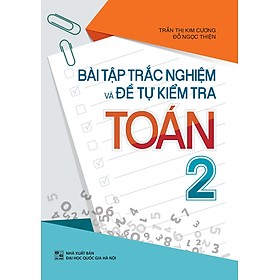 TRẦN THỊ KIM CƯƠNG
ĐỖ NGỌC THIỆN
BÀI TẬP TRẮC NGHIỆM
VÀ ĐỀ TỰ KIỂM TRA
TOÁN
2
NHÀ XUẤT BẢN
ĐẠI HỌC QUỐC GIA HÀ NỘI